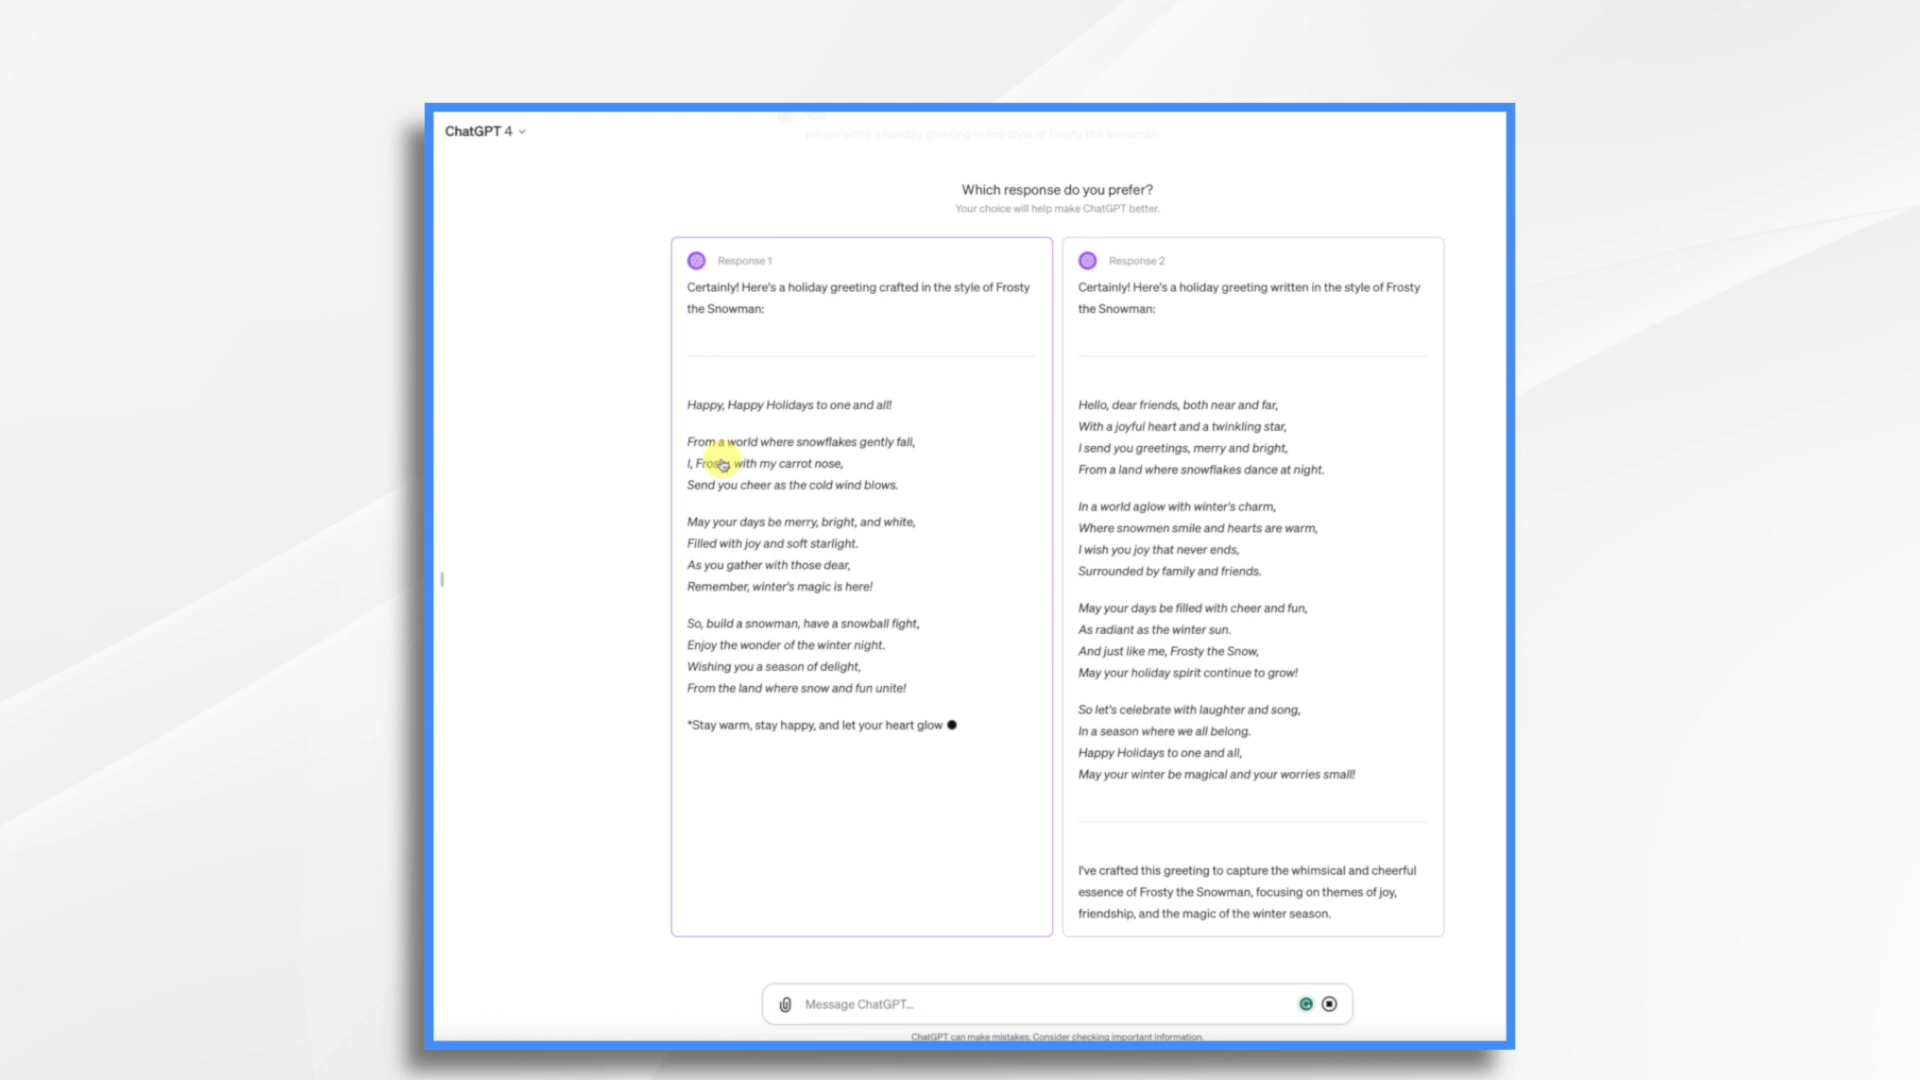 ChatGPT 4
You
please write a holiday greeting in the style of Frosty the snowman
Which response do you prefer?
Your choice will help make ChatGPT better.
Response 1
Certainly! Here's a holiday greeting crafted in the style of Frosty
the Snowman:
Happy, Happy Holidays to one and all!
From a world where snowflakes gently fall,
I, Frosty, with my carrot nose,
Send you cheer as the cold wind blows.
May your days be merry, bright, and white,
Filled with joy and soft starlight.
As you gather with those dear,
Remember, winter's magic is here!
So, build a snowman, have a snowball fight,
Enjoy the wonder of the winter night.
Wishing you a season of delight,
From the land where snow and fun unite!
*Stay warm, stay happy, and let your heart glow
Response 2
Certainly! Here's a holiday greeting written in the style of Frosty
the Snowman:
Hello, dear friends, both near and far,
With a joyful heart and a twinkling star,
I send you greetings, merry and bright,
From a land where snowflakes dance at night.
In a world aglow with winter's charm,
Where snowmen smile and hearts are warm,
I wish you joy that never ends,
Surrounded by family and friends.
May your days be filled with cheer and fun,
As radiant as the winter sun.
And just like me, Frosty the Snow,
May your holiday spirit continue to grow!
So let's celebrate with laughter and song,
In a season where we all belong.
Happy Holidays to one and all,
May your winter be magical and your worries small!
I've crafted this greeting to capture the whimsical and cheerful
essence of Frosty the Snowman, focusing on themes of joy,
friendship, and the magic of the winter season.
Message ChatGPT...
ChatGPT can make mistakes. Consider checking important information.